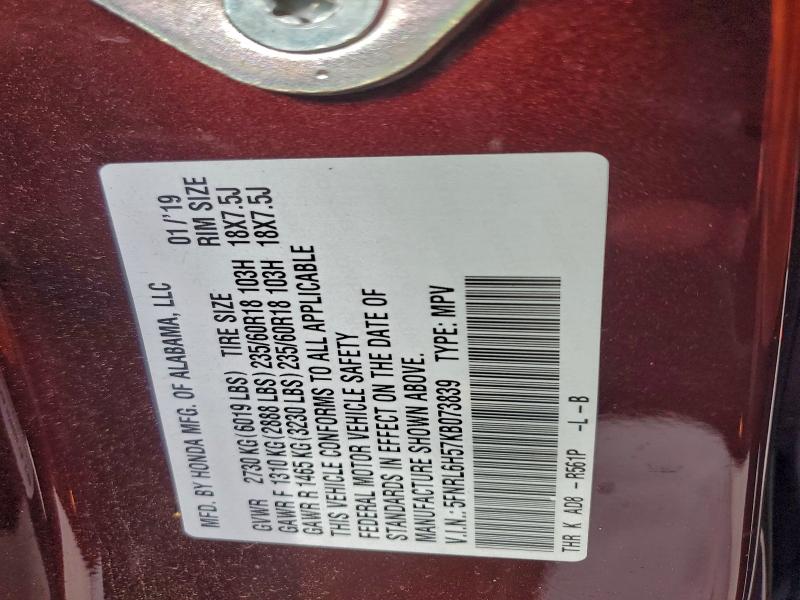 MFD. BY HONDA MFG. OF ALABAMA, LLC 01/'19
GVWR 2730 KG (6019 LBS) TIRE SIZE RIM SIZE
GAWR F 1310 KG (2888 LBS) 235/60R18 103H 18X7.5J
GAWR R 1465 KG (3230 LBS) 235/60R18 103H 18X7.5J
THIS VEHICLE CONFORMS TO ALL APPLICABLE
FEDERAL MOTOR VEHICLE SAFETY
STANDARDS IN EFFECT ON THE DATE OF
MANUFACTURE SHOWN ABOVE.
V.I.N.: 5FNRL6H57KB073839 TYPE: MPV
THR K AD8 -R561P -L-B